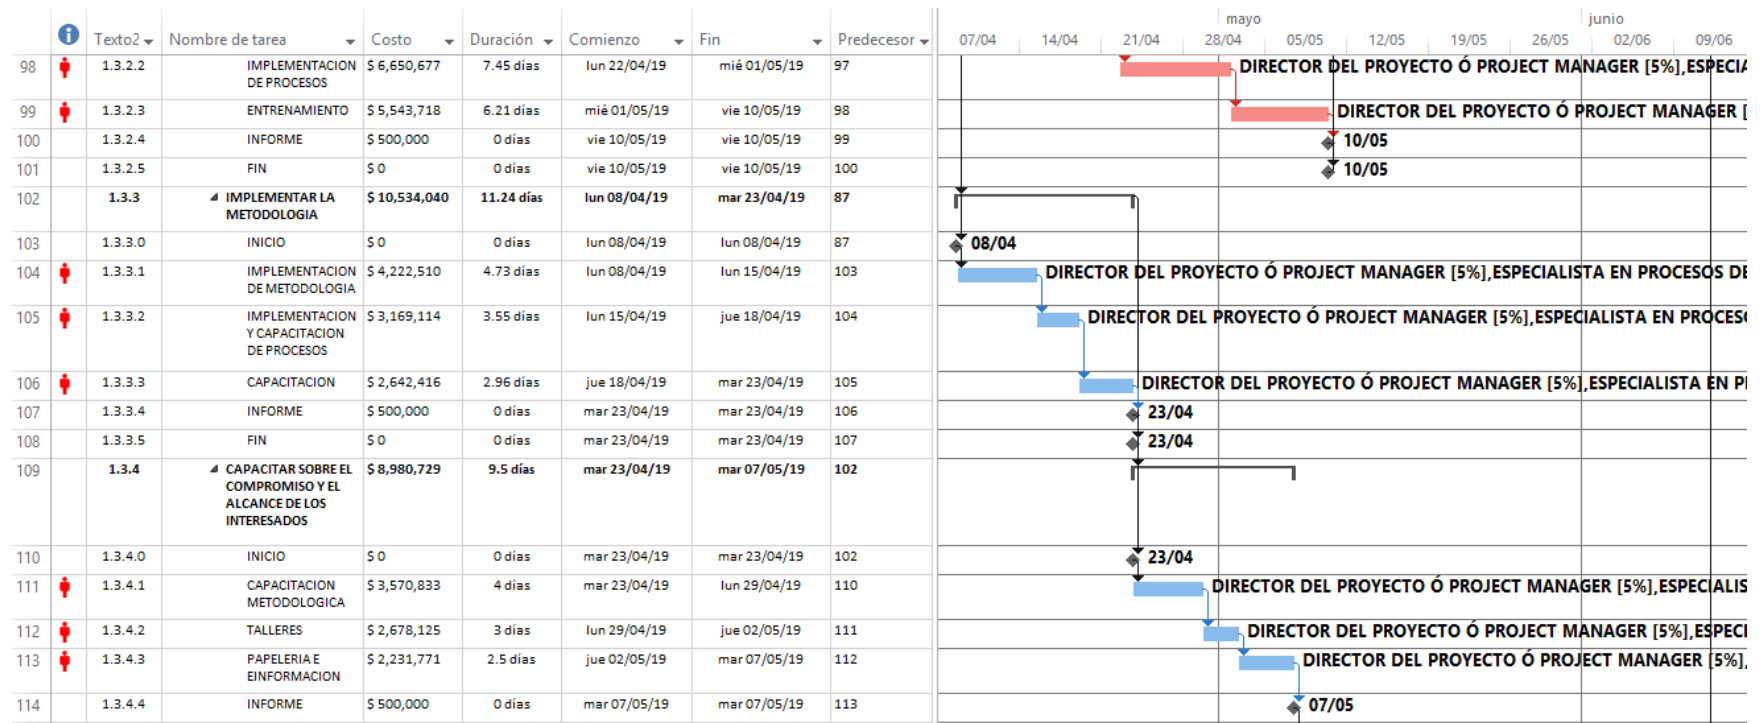 mayo junio
Texto2 Nombre de tarea Costo Duración Comienzo Fin Predecesor 07/04 14/04 21/04 28/04 05/05 12/05 19/05 26/05 02/06 09/06
98 1.3.2.2 IMPLEMENTACION $ 6,650,677 7.45 días lun 22/04/19 mié 01/05/19 97 DIRECTOR DEL PROYECTO Ó PROJECT MANAGER [5%],ESPECIA
DE PROCESOS
99 1.3.2.3 ENTRENAMIENTO $ 5,543,718 6.21 días mié 01/05/19 vie 10/05/19 98 DIRECTOR DEL PROYECTO Ó PROJECT MANAGER [
100 1.3.2.4 INFORME $ 500,000 0 días vie 10/05/19 vie 10/05/19 99 10/05
101 1.3.2.5 FIN $ 0 0 días vie 10/05/19 vie 10/05/19 100 10/05
102 1.3.3 IMPLEMENTAR LA $ 10,534,040 11.24 días lun 08/04/19 mar 23/04/19 87
METODOLOGIA
103 1.3.3.0 INICIO $ 0 0 días lun 08/04/19 lun 08/04/19 87 08/04
104 1.3.3.1 IMPLEMENTACION $ 4,222,510 4.73 días lun 08/04/19 lun 15/04/19 103 DIRECTOR DEL PROYECTO Ó PROJECT MANAGER [5%],ESPECIALISTA EN PROCESOS DE
DE METODOLOGIA
105 1.3.3.2 IMPLEMENTACION $ 3,169,114 3.55 días lun 15/04/19 jue 18/04/19 104 DIRECTOR DEL PROYECTO Ó PROJECT MANAGER [5%],ESPECIALISTA EN PROCESO
Y CAPACITACION
DE PROCESOS
106 1.3.3.3 CAPACITACION $ 2,642,416 2.96 días jue 18/04/19 mar 23/04/19 105 DIRECTOR DEL PROYECTO Ó PROJECT MANAGER [5%],ESPECIALISTA EN P
107 1.3.3.4 INFORME $ 500,000 0 días mar 23/04/19 mar 23/04/19 106 23/04
108 1.3.3.5 FIN $ 0 0 días mar 23/04/19 mar 23/04/19 107 23/04
109 1.3.4 CAPACITAR SOBRE EL $ 8,980,729 9.5 días mar 23/04/19 mar 07/05/19 102
COMPROMISO Y EL
ALCANCE DE LOS
INTERESADOS
110 1.3.4.0 INICIO $ 0 0 días mar 23/04/19 mar 23/04/19 102 23/04
111 1.3.4.1 CAPACITACION $ 3,570,833 4 días mar 23/04/19 lun 29/04/19 110 DIRECTOR DEL PROYECTO Ó PROJECT MANAGER [5%],ESPECIALIS
METODOLOGICA
112 1.3.4.2 TALLERES $ 2,678,125 3 días lun 29/04/19 jue 02/05/19 111 DIRECTOR DEL PROYECTO Ó PROJECT MANAGER [5%],ESPECI
113 1.3.4.3 PAPELERIA E $ 2,231,771 2.5 días jue 02/05/19 mar 07/05/19 112 DIRECTOR DEL PROYECTO Ó PROJECT MANAGER [5%],
EINFORMACION
114 1.3.4.4 INFORME $ 500,000 0 días mar 07/05/19 mar 07/05/19 113 07/05